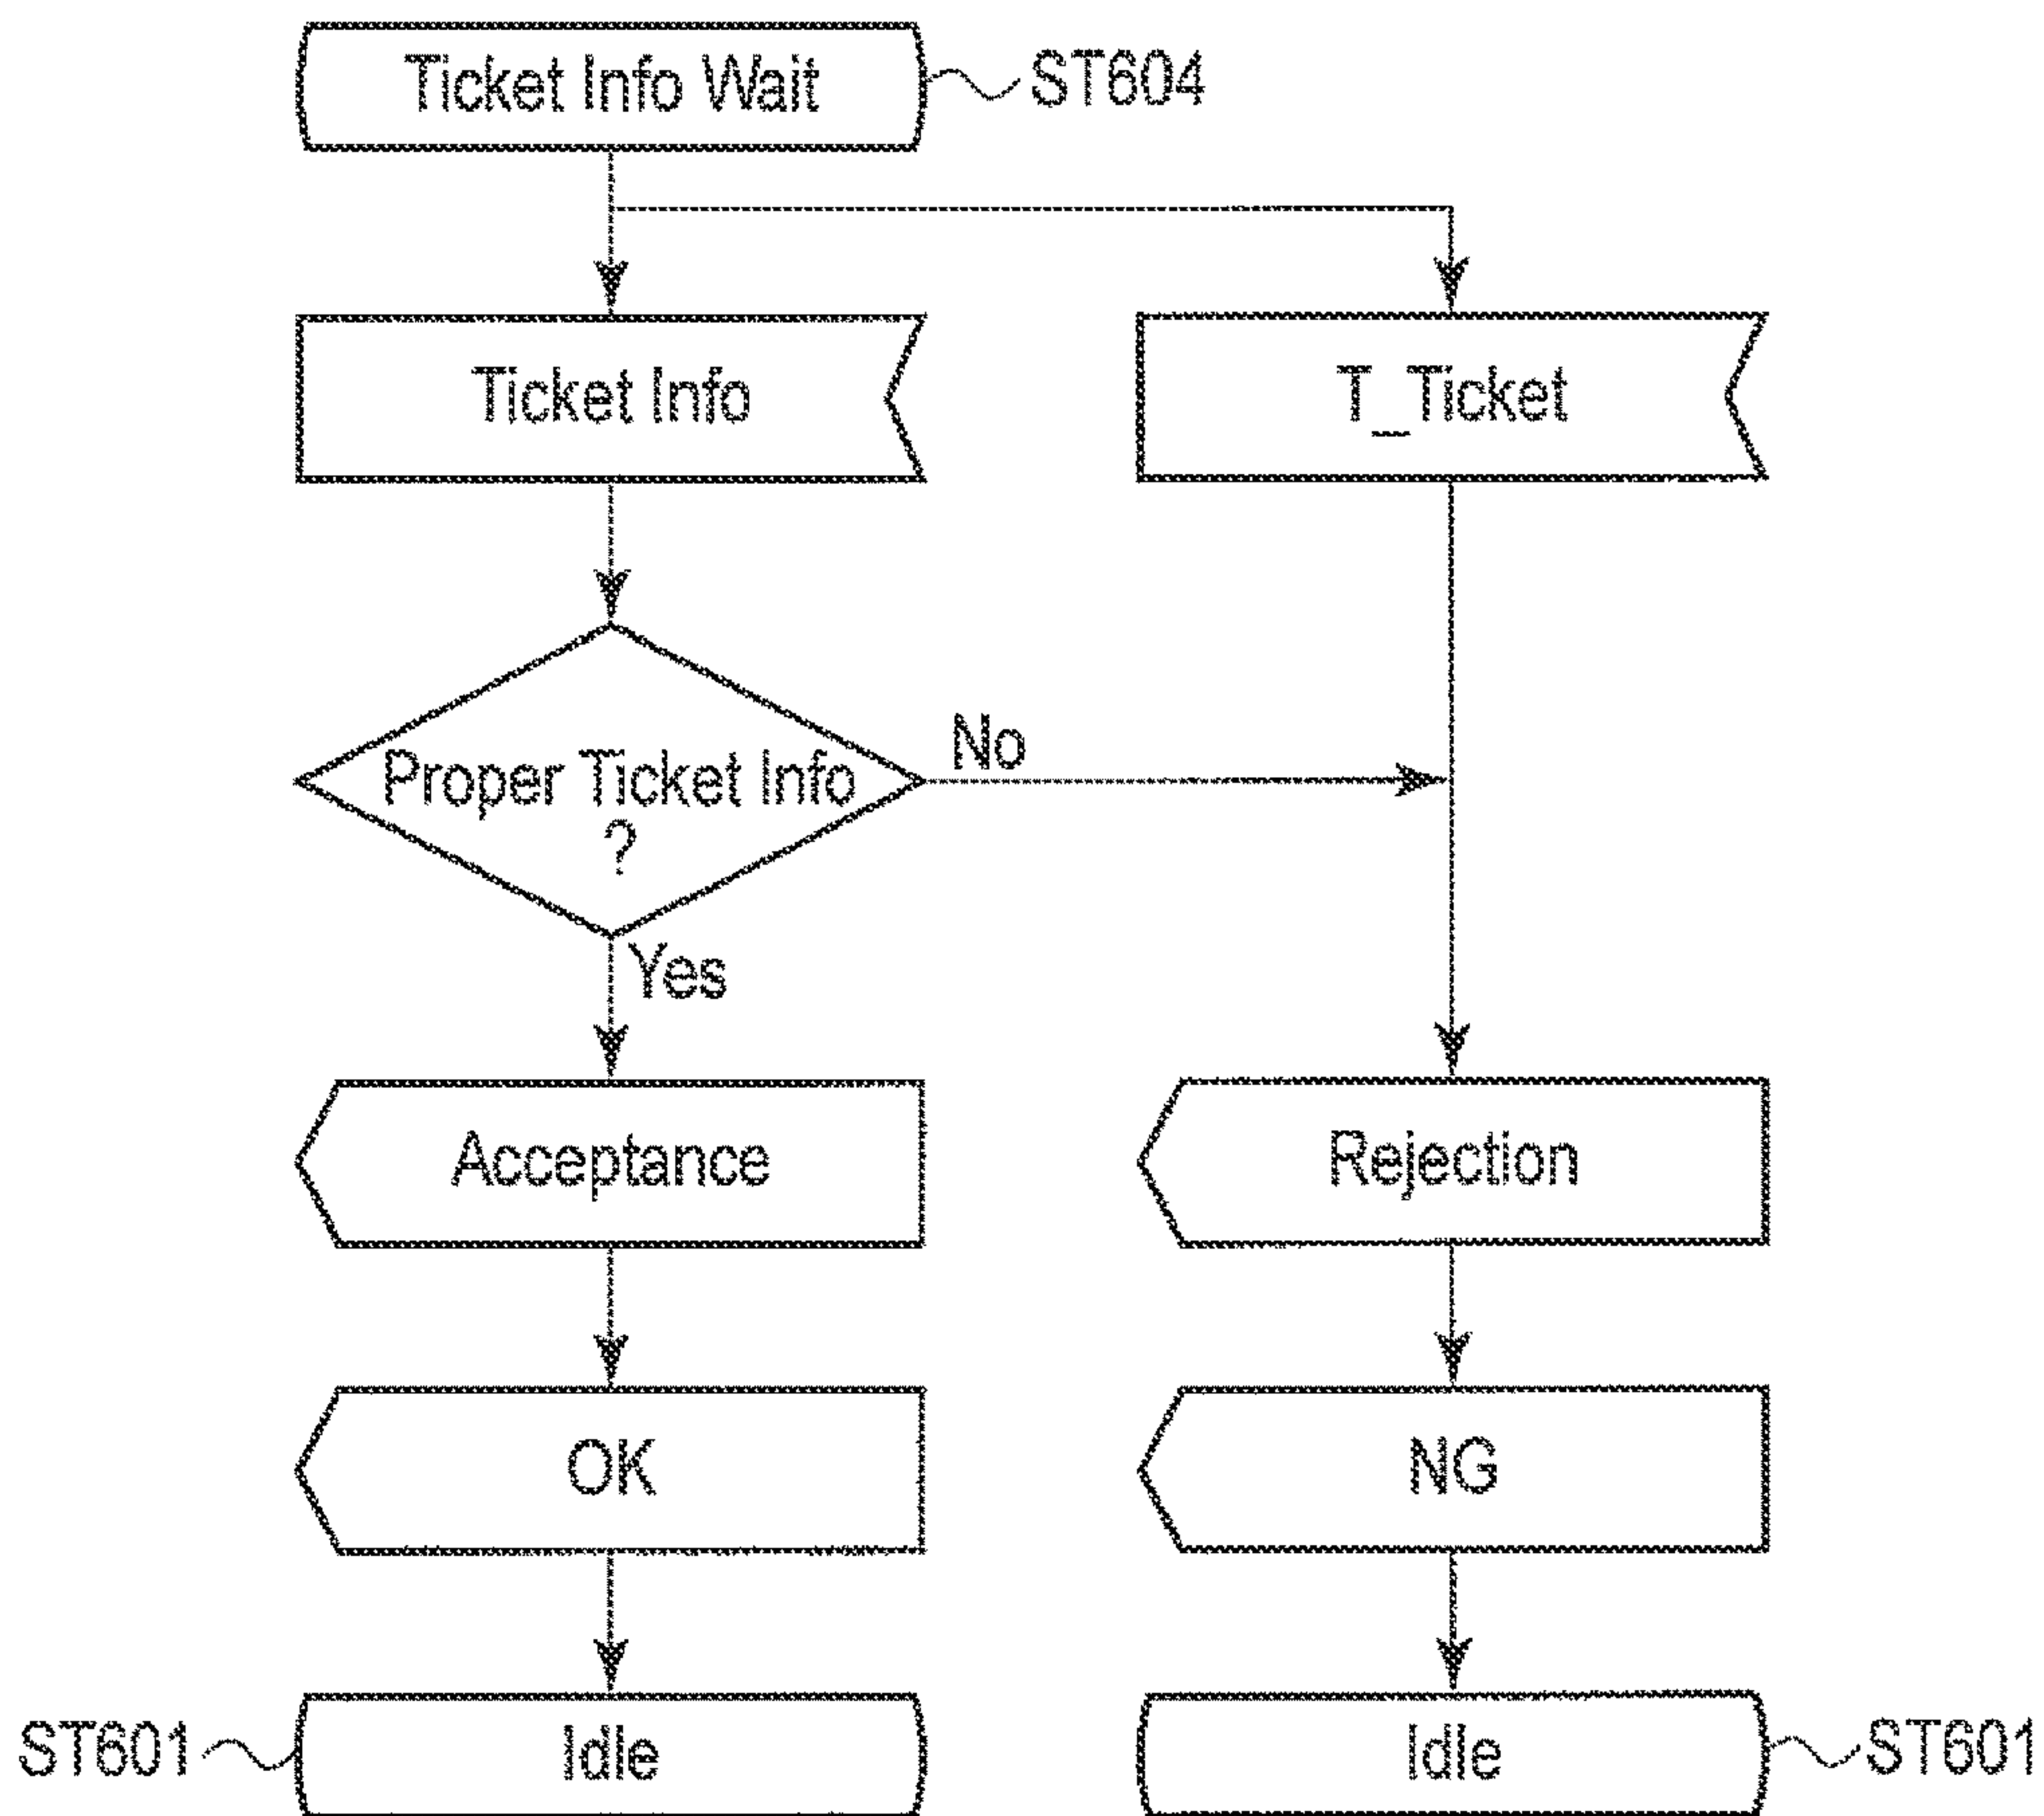 Ticket Info Wait
ST604
Ticket Info
T_Ticket
Proper Ticket Info
?
No
Yes
Acceptance
Rejection
OK
NG
ST601
Idle
Idle
ST601